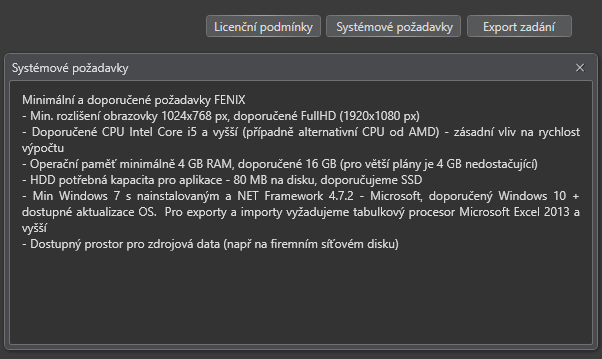 Licenční podmínky
Systémové požadavky
Export zadání
Systémové požadavky
Minimální a doporučené požadavky FENIX
- Min. rozlišení obrazovky 1024x768 px, doporučené FullHD (1920x1080 px)
- Doporučené CPU Intel Core i5 a vyšší (případně alternativní CPU od AMD) - zásadní vliv na rychlost
výpočtu
- Operační paměť minimálně 4 GB RAM, doporučené 16 GB (pro větší plány je 4 GB nedostačující)
- HDD potřebná kapacita pro aplikace - 80 MB na disku, doporučujeme SSD
- Min Windows 7 s nainstalovaným a NET Framework 4.7.2 - Microsoft, doporučený Windows 10 +
dostupné aktualizace OS. Pro exporty a importy vyžadujeme tabulkový procesor Microsoft Excel 2013 a
vyšší
- Dostupný prostor pro zdrojová data (např na firemním síťovém disku)